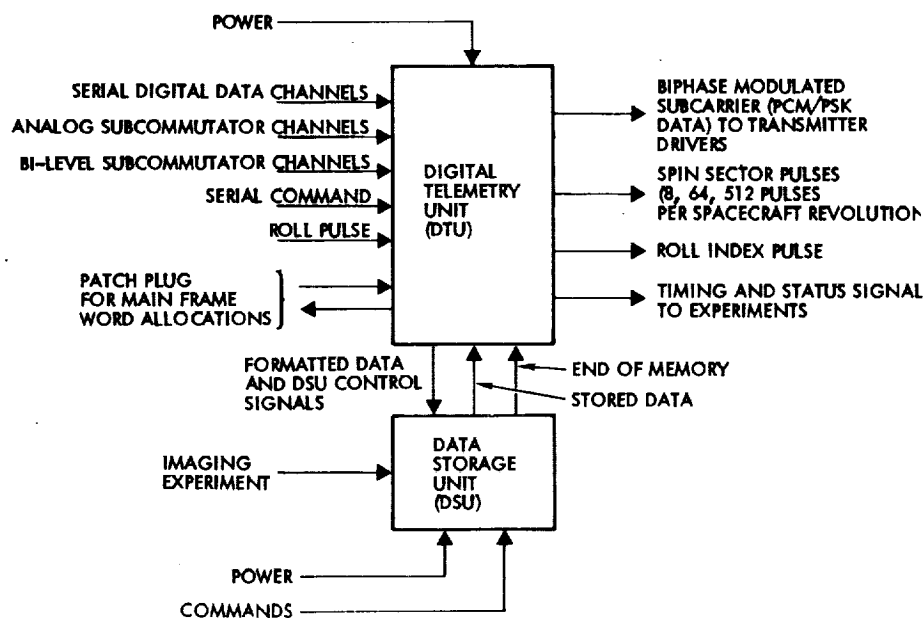 POWER
SERIAL DIGITAL DATA CHANNELS
ANALOG SUBCOMMUTATOR CHANNELS
BI-LEVEL SUBCOMMUTATOR CHANNELS
SERIAL COMMAND
ROLL PULSE
PATCH PLUG
FOR MAIN FRAME
WORD ALLOCATIONS
DIGITAL
TELEMETRY
UNIT
(DTU)
BIPHASE MODULATED
SUBCARRIER (PCM/PSK
DATA) TO TRANSMITTER
DRIVERS
SPIN SECTOR PULSES
(8, 64, 512 PULSES
PER SPACECRAFT REVOLUTION
ROLL INDEX PULSE
TIMING AND STATUS SIGNAL
TO EXPERIMENTS
FORMATTED DATA
AND DSU CONTROL
SIGNALS
END OF MEMORY
STORED DATA
IMAGING
EXPERIMENT
DATA
STORAGE
UNIT
(DSU)
POWER
COMMANDS